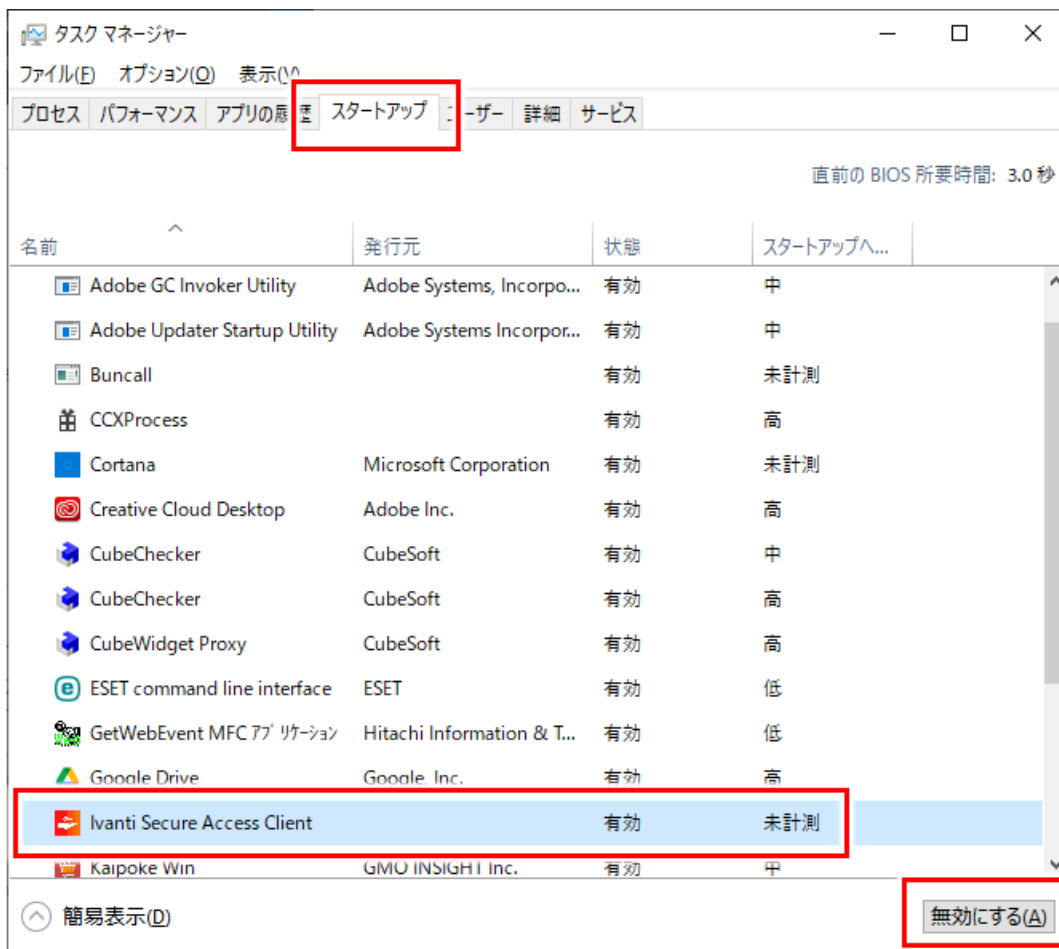 タスク マネージャー
ファイル(F) オプション(O) 表示(V)
プロセス パフォーマンス アプリの履歴 スタートアップ ユーザー 詳細 サービス
直前の BIOS 所要時間: 3.0 秒
名前 発行元 状態 スタートアップへ...
Adobe GC Invoker Utility Adobe Systems, Incorpo... 有効 中
Adobe Updater Startup Utility Adobe Systems Incorpor... 有効 中
Buncall 有効 未計測
CCXProcess 有効 高
Cortana Microsoft Corporation 有効 未計測
Creative Cloud Desktop Adobe Inc. 有効 高
CubeChecker CubeSoft 有効 中
CubeChecker CubeSoft 有効 高
CubeWidget Proxy CubeSoft 有効 高
ESET command line interface ESET 有効 低
GetWebEvent MFC ｱﾌﾟﾘｹｰｼｮﾝ Hitachi Information & T... 有効 低
Google Drive Google, Inc. 有効 高
Ivanti Secure Access Client 有効 未計測
Kaipoke Win GMO INSIGHT Inc. 有効 中
簡易表示(D) 無効にする(A)